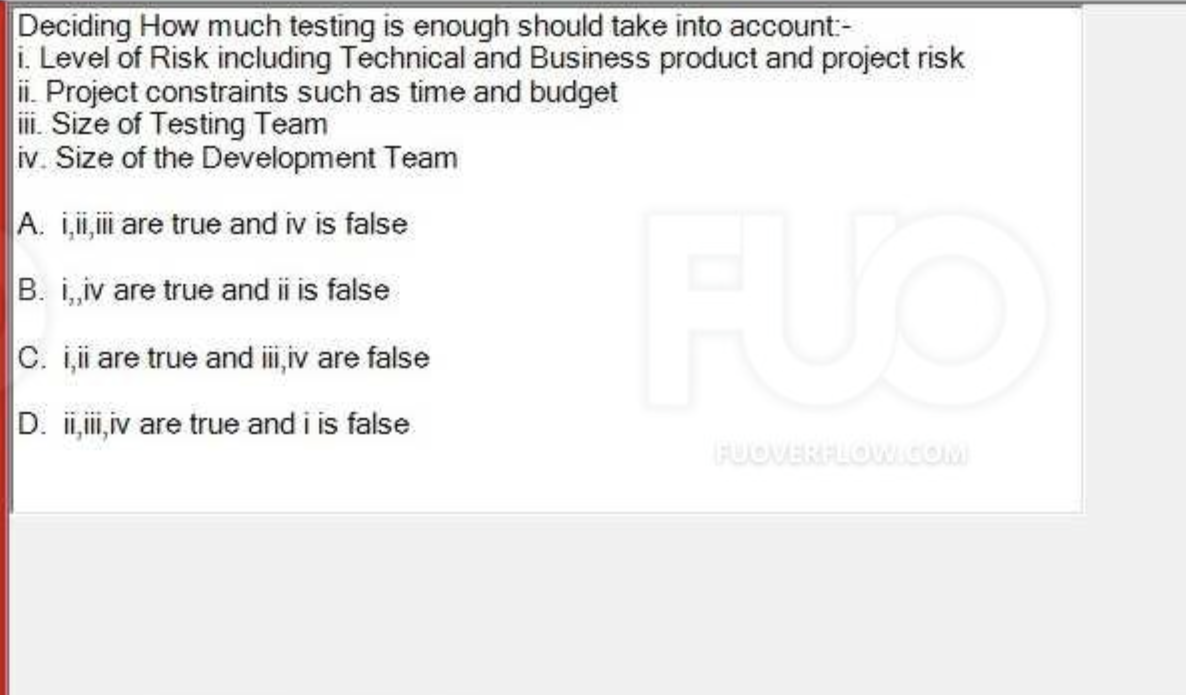 Deciding How much testing is enough should take into account:-
i. Level of Risk including Technical and Business product and project risk
ii. Project constraints such as time and budget
iii. Size of Testing Team
iv. Size of the Development Team
A. i,ii,iii are true and iv is false
B. i,,iv are true and ii is false
C. i,ii are true and iii,iv are false
D. ii,iii,iv are true and i is false
FUO
FUOVERFLOW.COM